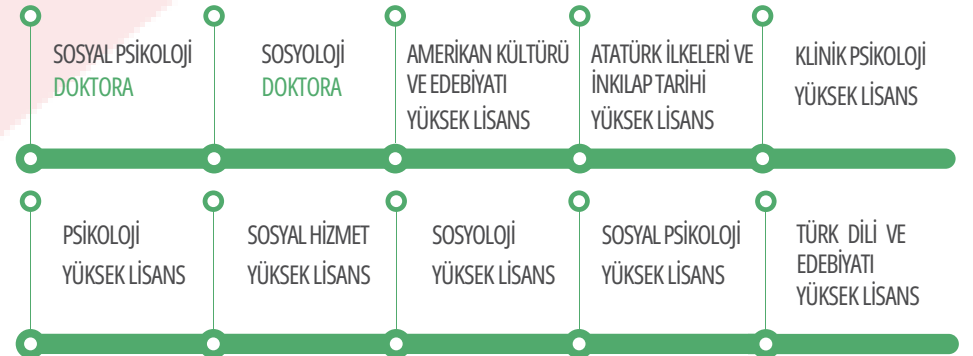 SOSYAL PSİKOLOJİ
DOKTORA
SOSYOLOJİ
DOKTORA
AMERİKAN KÜLTÜRÜ
VE EDEBİYATI
YÜKSEK LİSANS
ATATÜRK İLKELERİ VE
İNKILAP TARİHİ
YÜKSEK LİSANS
KLİNİK PSİKOLOJİ
YÜKSEK LİSANS
PSİKOLOJİ
YÜKSEK LİSANS
SOSYAL HİZMET
YÜKSEK LİSANS
SOSYOLOJİ
YÜKSEK LİSANS
SOSYAL PSİKOLOJİ
YÜKSEK LİSANS
TÜRK DİLİ VE
EDEBİYATI
YÜKSEK LİSANS